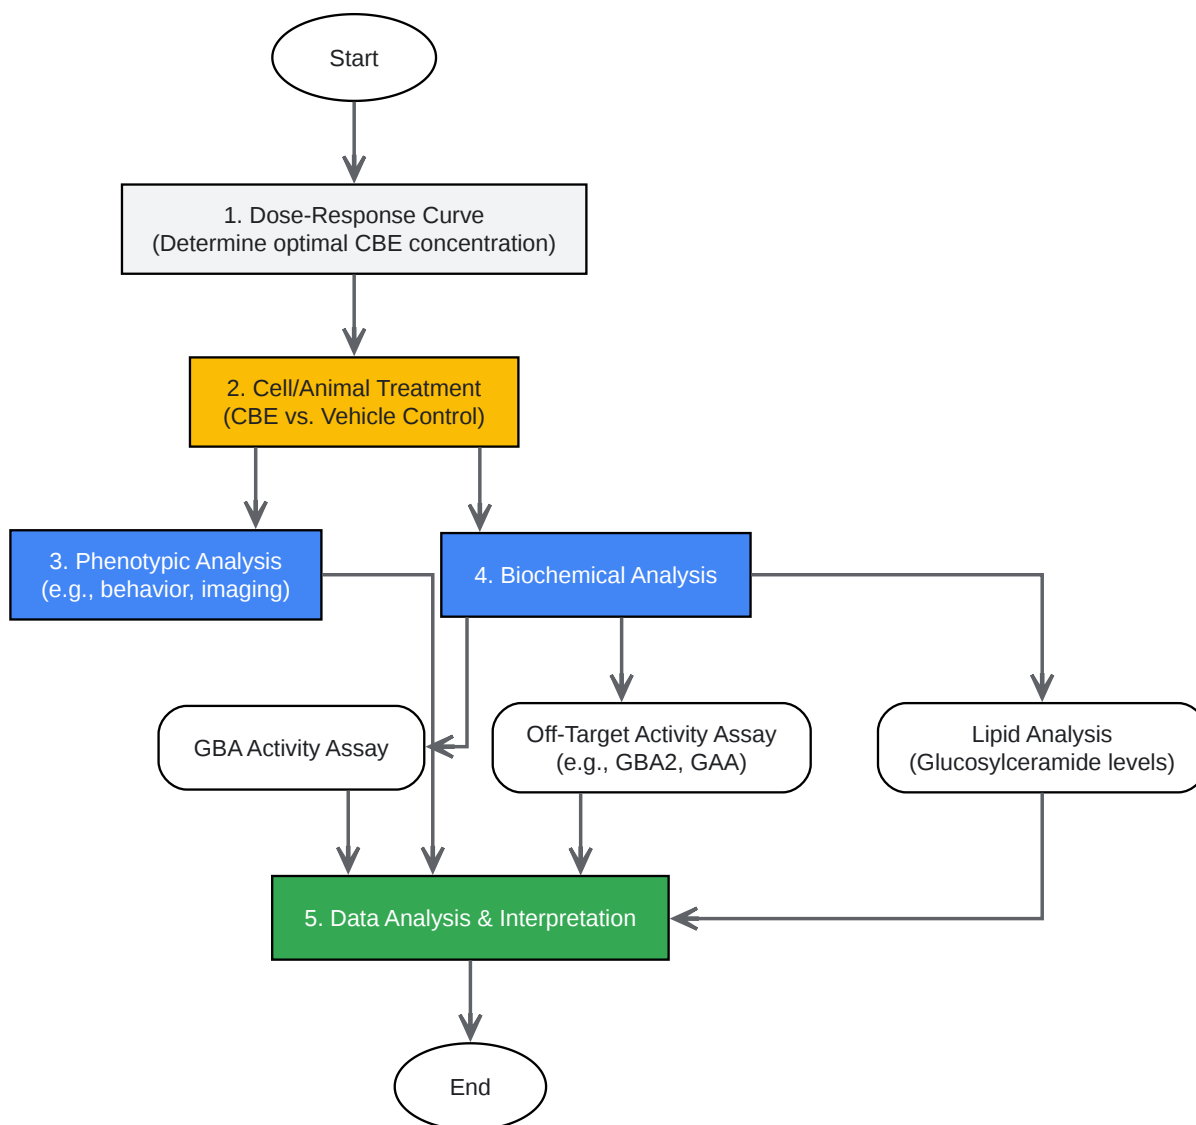 Start
1. Dose-Response Curve
(Determine optimal CBE concentration)
2. Cell/Animal Treatment
(CBE vs. Vehicle Control)
3. Phenotypic Analysis
(e.g., behavior, imaging)
4. Biochemical Analysis
GBA Activity Assay
Off-Target Activity Assay
(e.g., GBA2, GAA)
Lipid Analysis
(Glucosylceramide levels)
5. Data Analysis & Interpretation
End